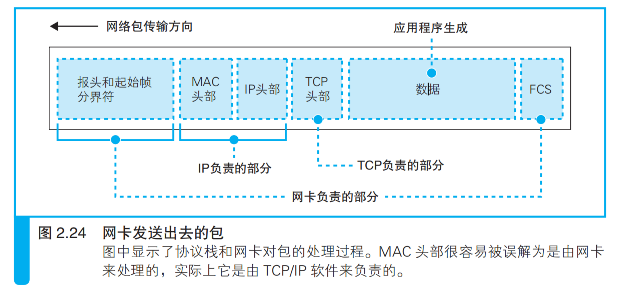 网络包传输方向
应用程序生成
报头和起始帧
分界符
MAC
头部
IP头部
TCP
头部
数据
FCS
IP负责的部分
TCP负责的部分
网卡负责的部分
图 2.24 网卡发送出去的包
图中显示了协议栈和网卡对包的处理过程。MAC 头部很容易被误解为是由网卡
来处理的，实际上它是由 TCP/IP 软件来负责的。